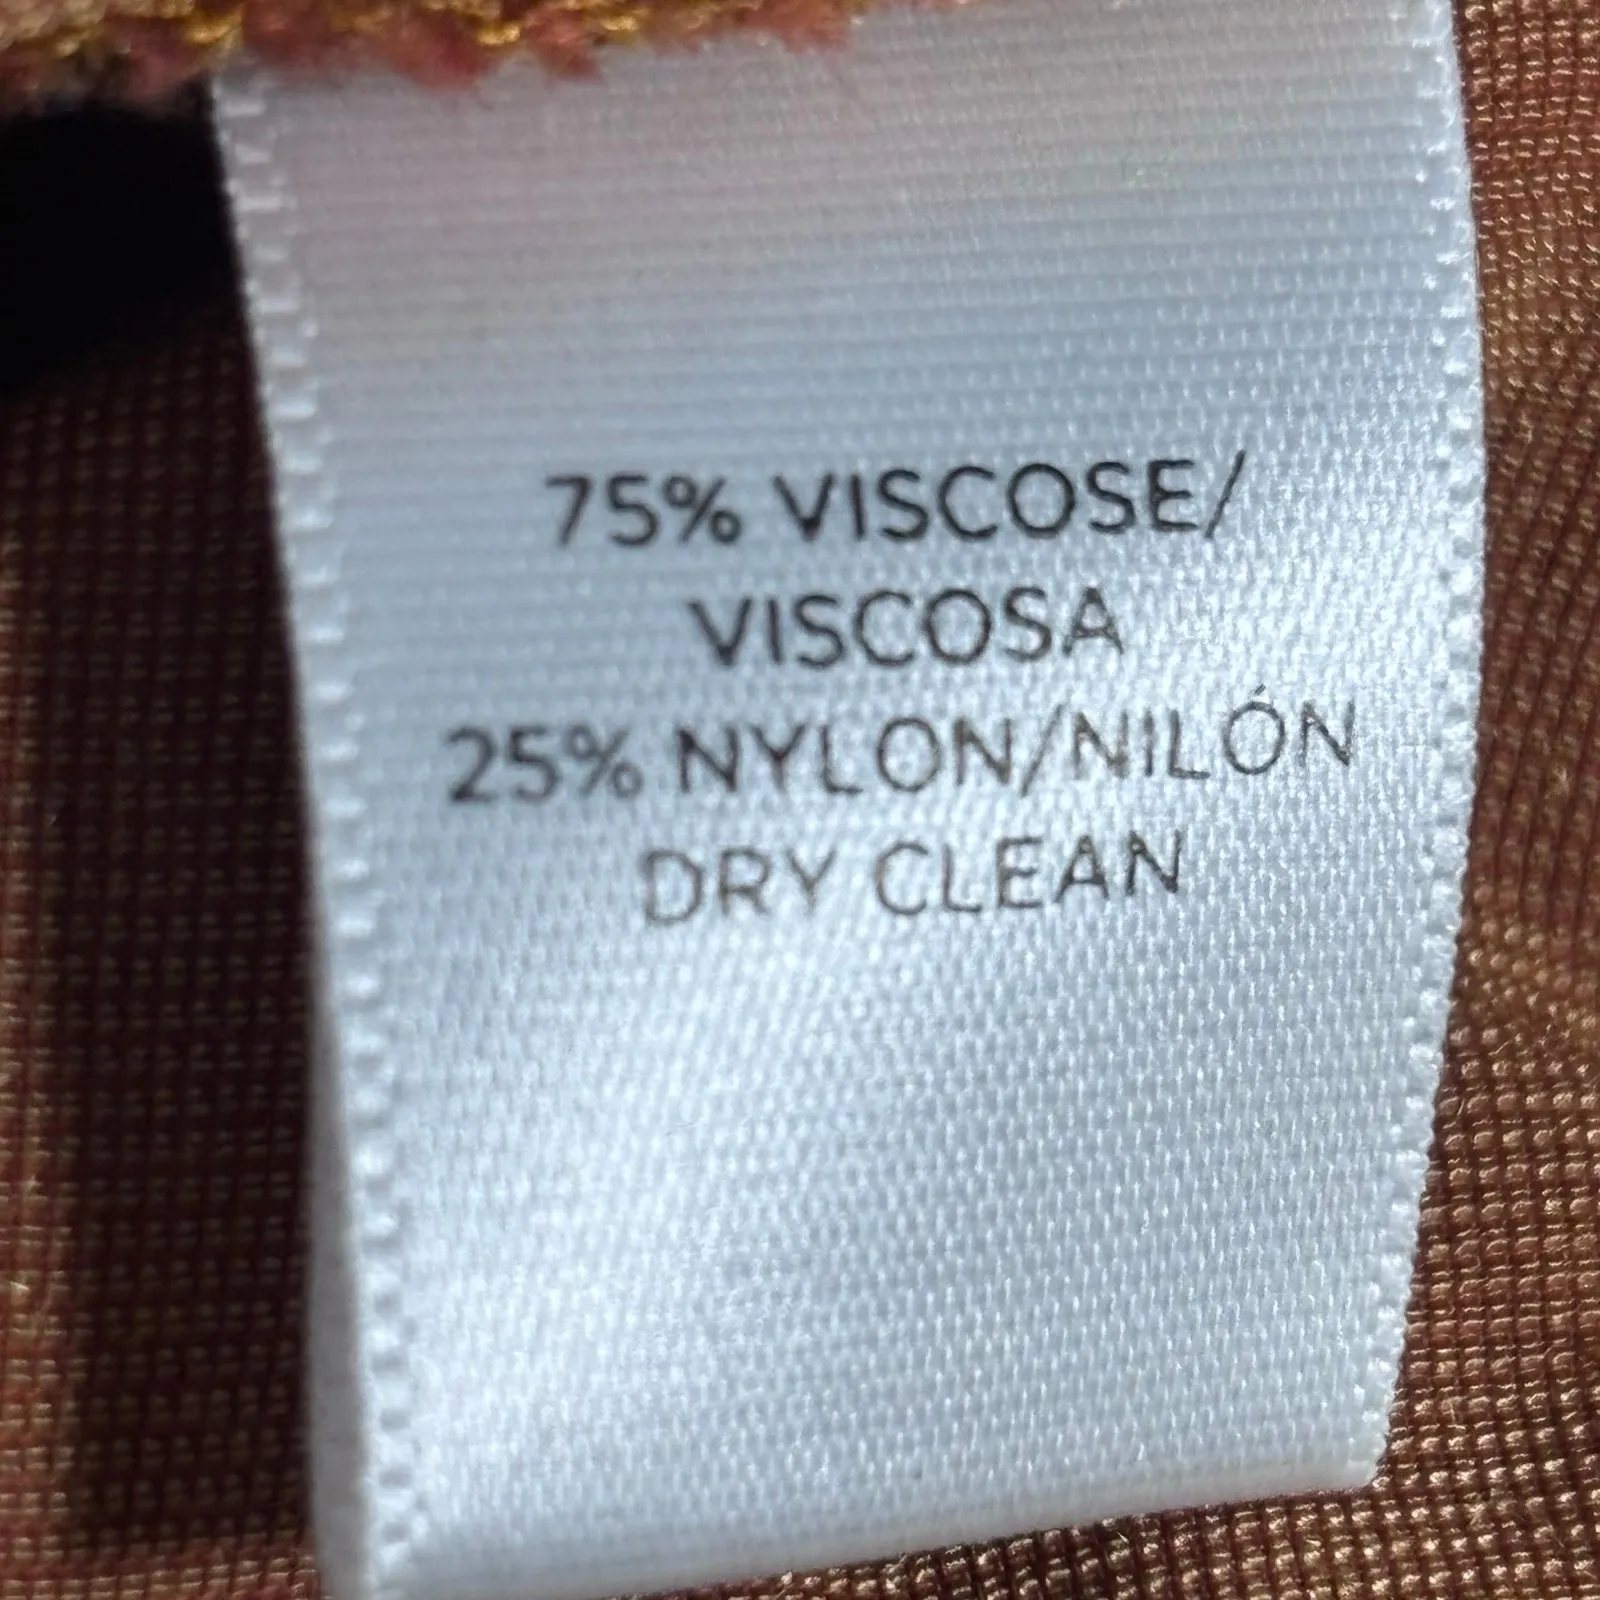 75% VISCOSE/
VISCOSA
25% NYLON/NILÓN
DRY CLEAN